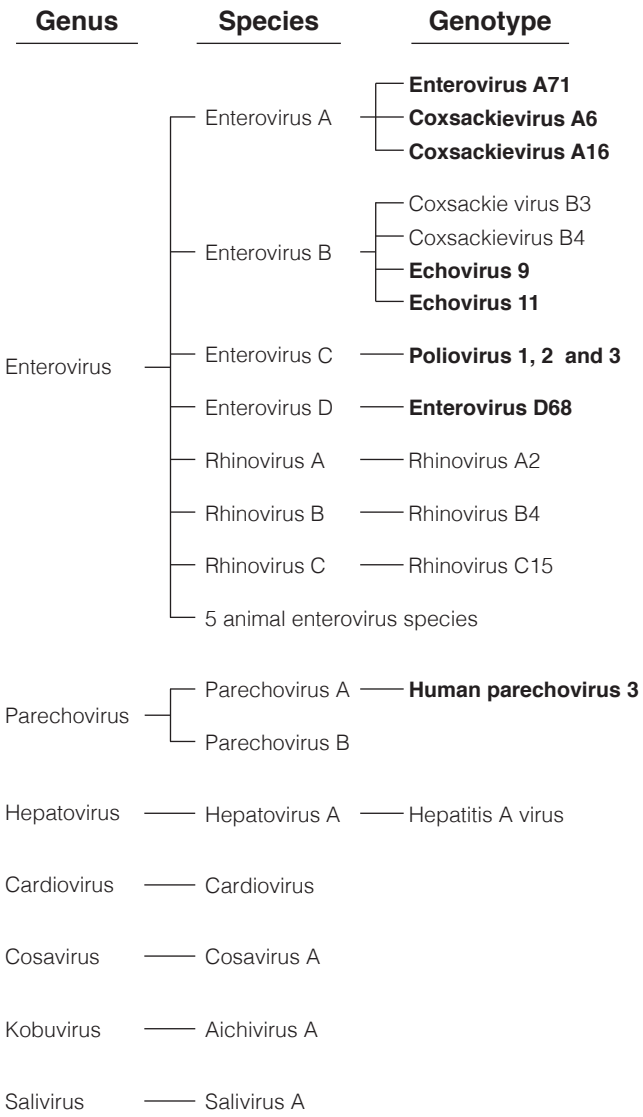 Genus Species Genotype
Enterovirus A71
Enterovirus A Coxsackievirus A6
Coxsackievirus A16
Coxsackie virus B3
Coxsackievirus B4
Enterovirus B
Echovirus 9
Echovirus 11
Enterovirus C Poliovirus 1, 2 and 3
Enterovirus
Enterovirus D Enterovirus D68
Rhinovirus A Rhinovirus A2
Rhinovirus B Rhinovirus B4
Rhinovirus C Rhinovirus C15
5 animal enterovirus species
Parechovirus A Human parechovirus 3
Parechovirus
Parechovirus B
Hepatovirus Hepatovirus A Hepatitis A virus
Cardiovirus Cardiovirus
Cosavirus Cosavirus A
Kobuvirus Aichivirus A
Salivirus Salivirus A